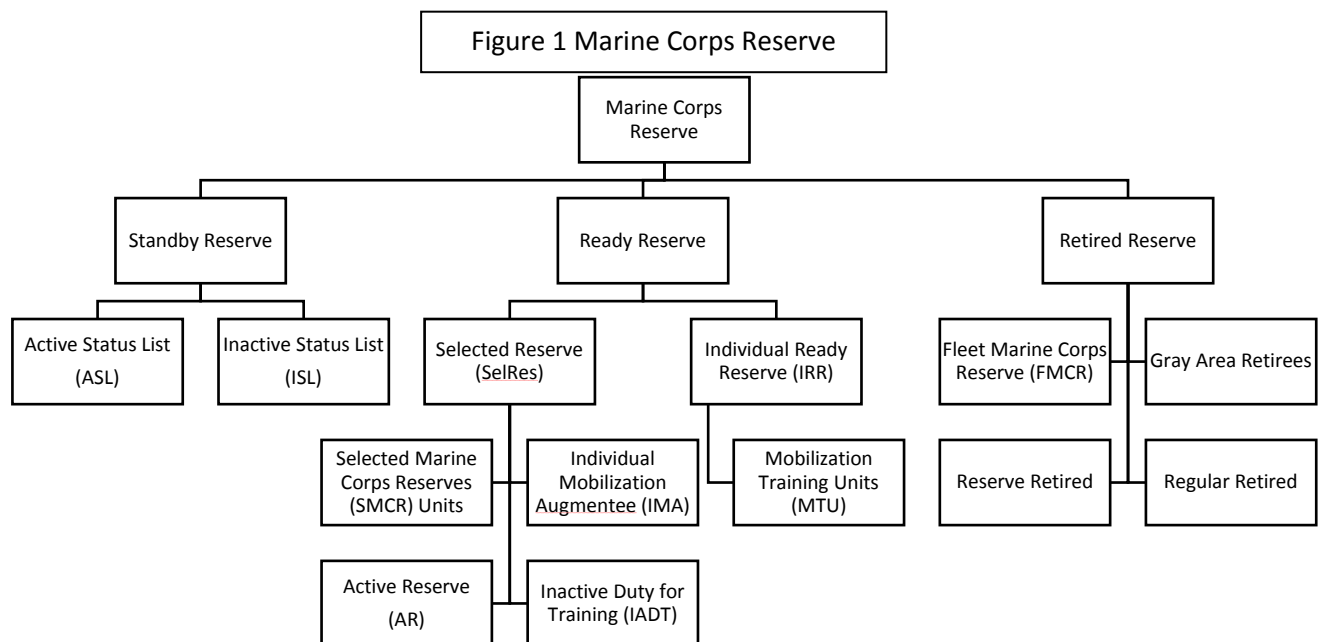 Figure 1 Marine Corps Reserve
Marine Corps
Reserve
Standby Reserve
Ready Reserve
Retired Reserve
Active Status List
(ASL)
Inactive Status List
(ISL)
Selected Reserve
(SelRes)
Individual Ready
Reserve (IRR)
Fleet Marine Corps
Reserve (FMCR)
Gray Area Retirees
Selected Marine
Corps Reserves
(SMCR) Units
Individual
Mobilization
Augmentee (IMA)
Mobilization
Training Units
(MTU)
Reserve Retired
Regular Retired
Active Reserve
(AR)
Inactive Duty for
Training (IADT)